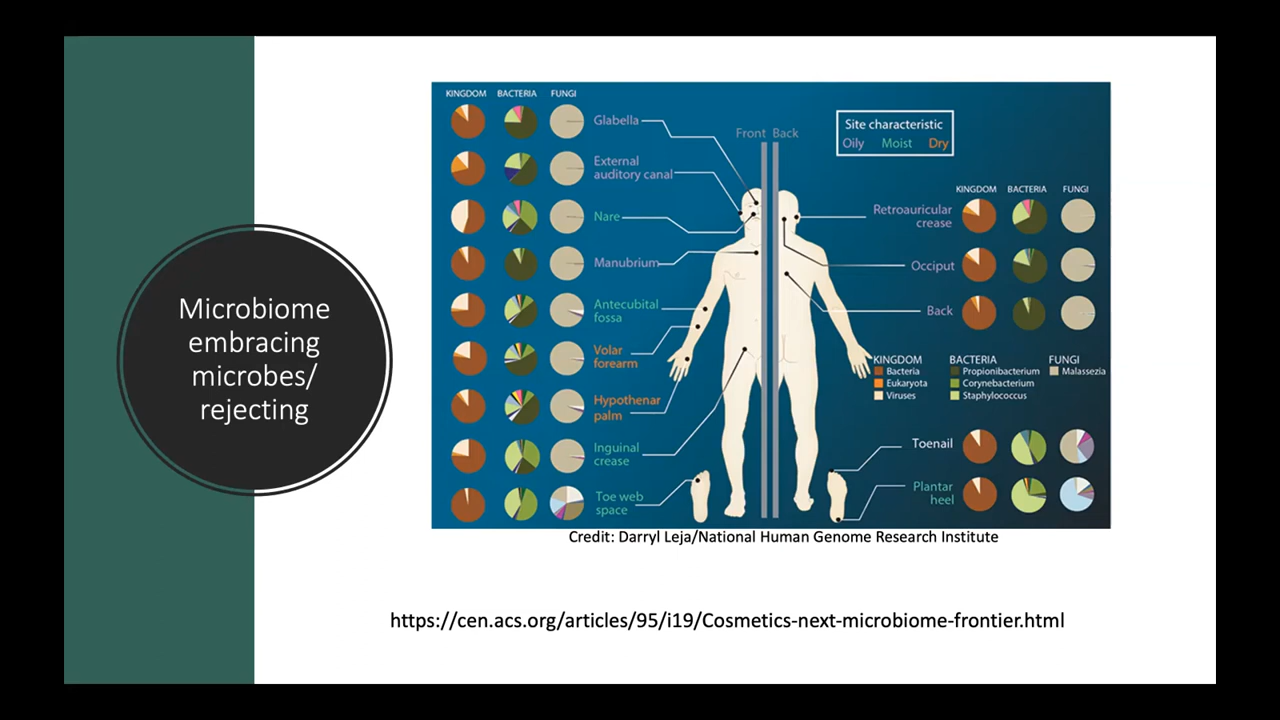 Microbiome
embracing
microbes/
rejecting
KINGDOM BACTERIA FUNGI
Glabella
External
auditory canal
Nare
Manubrium
Antecubital
fossa
Volar
forearm
Hypothenar
palm
Inguinal
crease
Toe web
space
Front Back
Site characteristic
Oily Moist Dry
KINGDOM BACTERIA FUNGI
Retroauricular
crease
Occiput
Back
KINGDOM BACTERIA FUNGI
Bacteria Propionibacterium Malassezia
Eukaryota Corynebacterium
Viruses Staphylococcus
Toenail
Plantar
heel
Credit: Darryl Leja/National Human Genome Research Institute
https://cen.acs.org/articles/95/i19/Cosmetics-next-microbiome-frontier.html